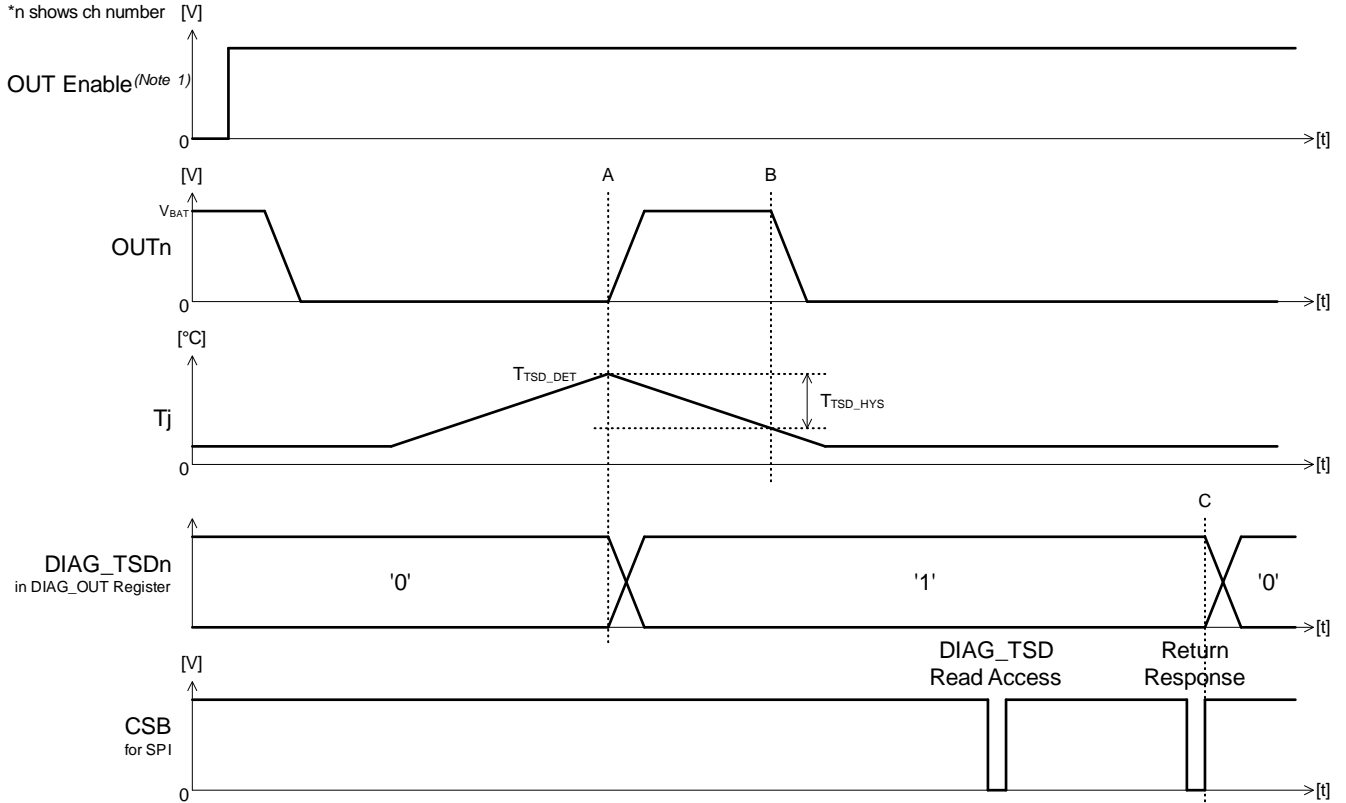 *n shows ch number [V]
OUT Enable(Note 1)
0
[t]
[V]
A
B
VBAT
OUTn
0
[t]
[°C]
TTSD_DET
TTSD_HYS
Tj
0
[t]
C
DIAG_TSDn
in DIAG_OUT Register
'0'
'1'
'0'
[t]
[V]
DIAG_TSD
Read Access
Return
Response
CSB
for SPI
0
[t]